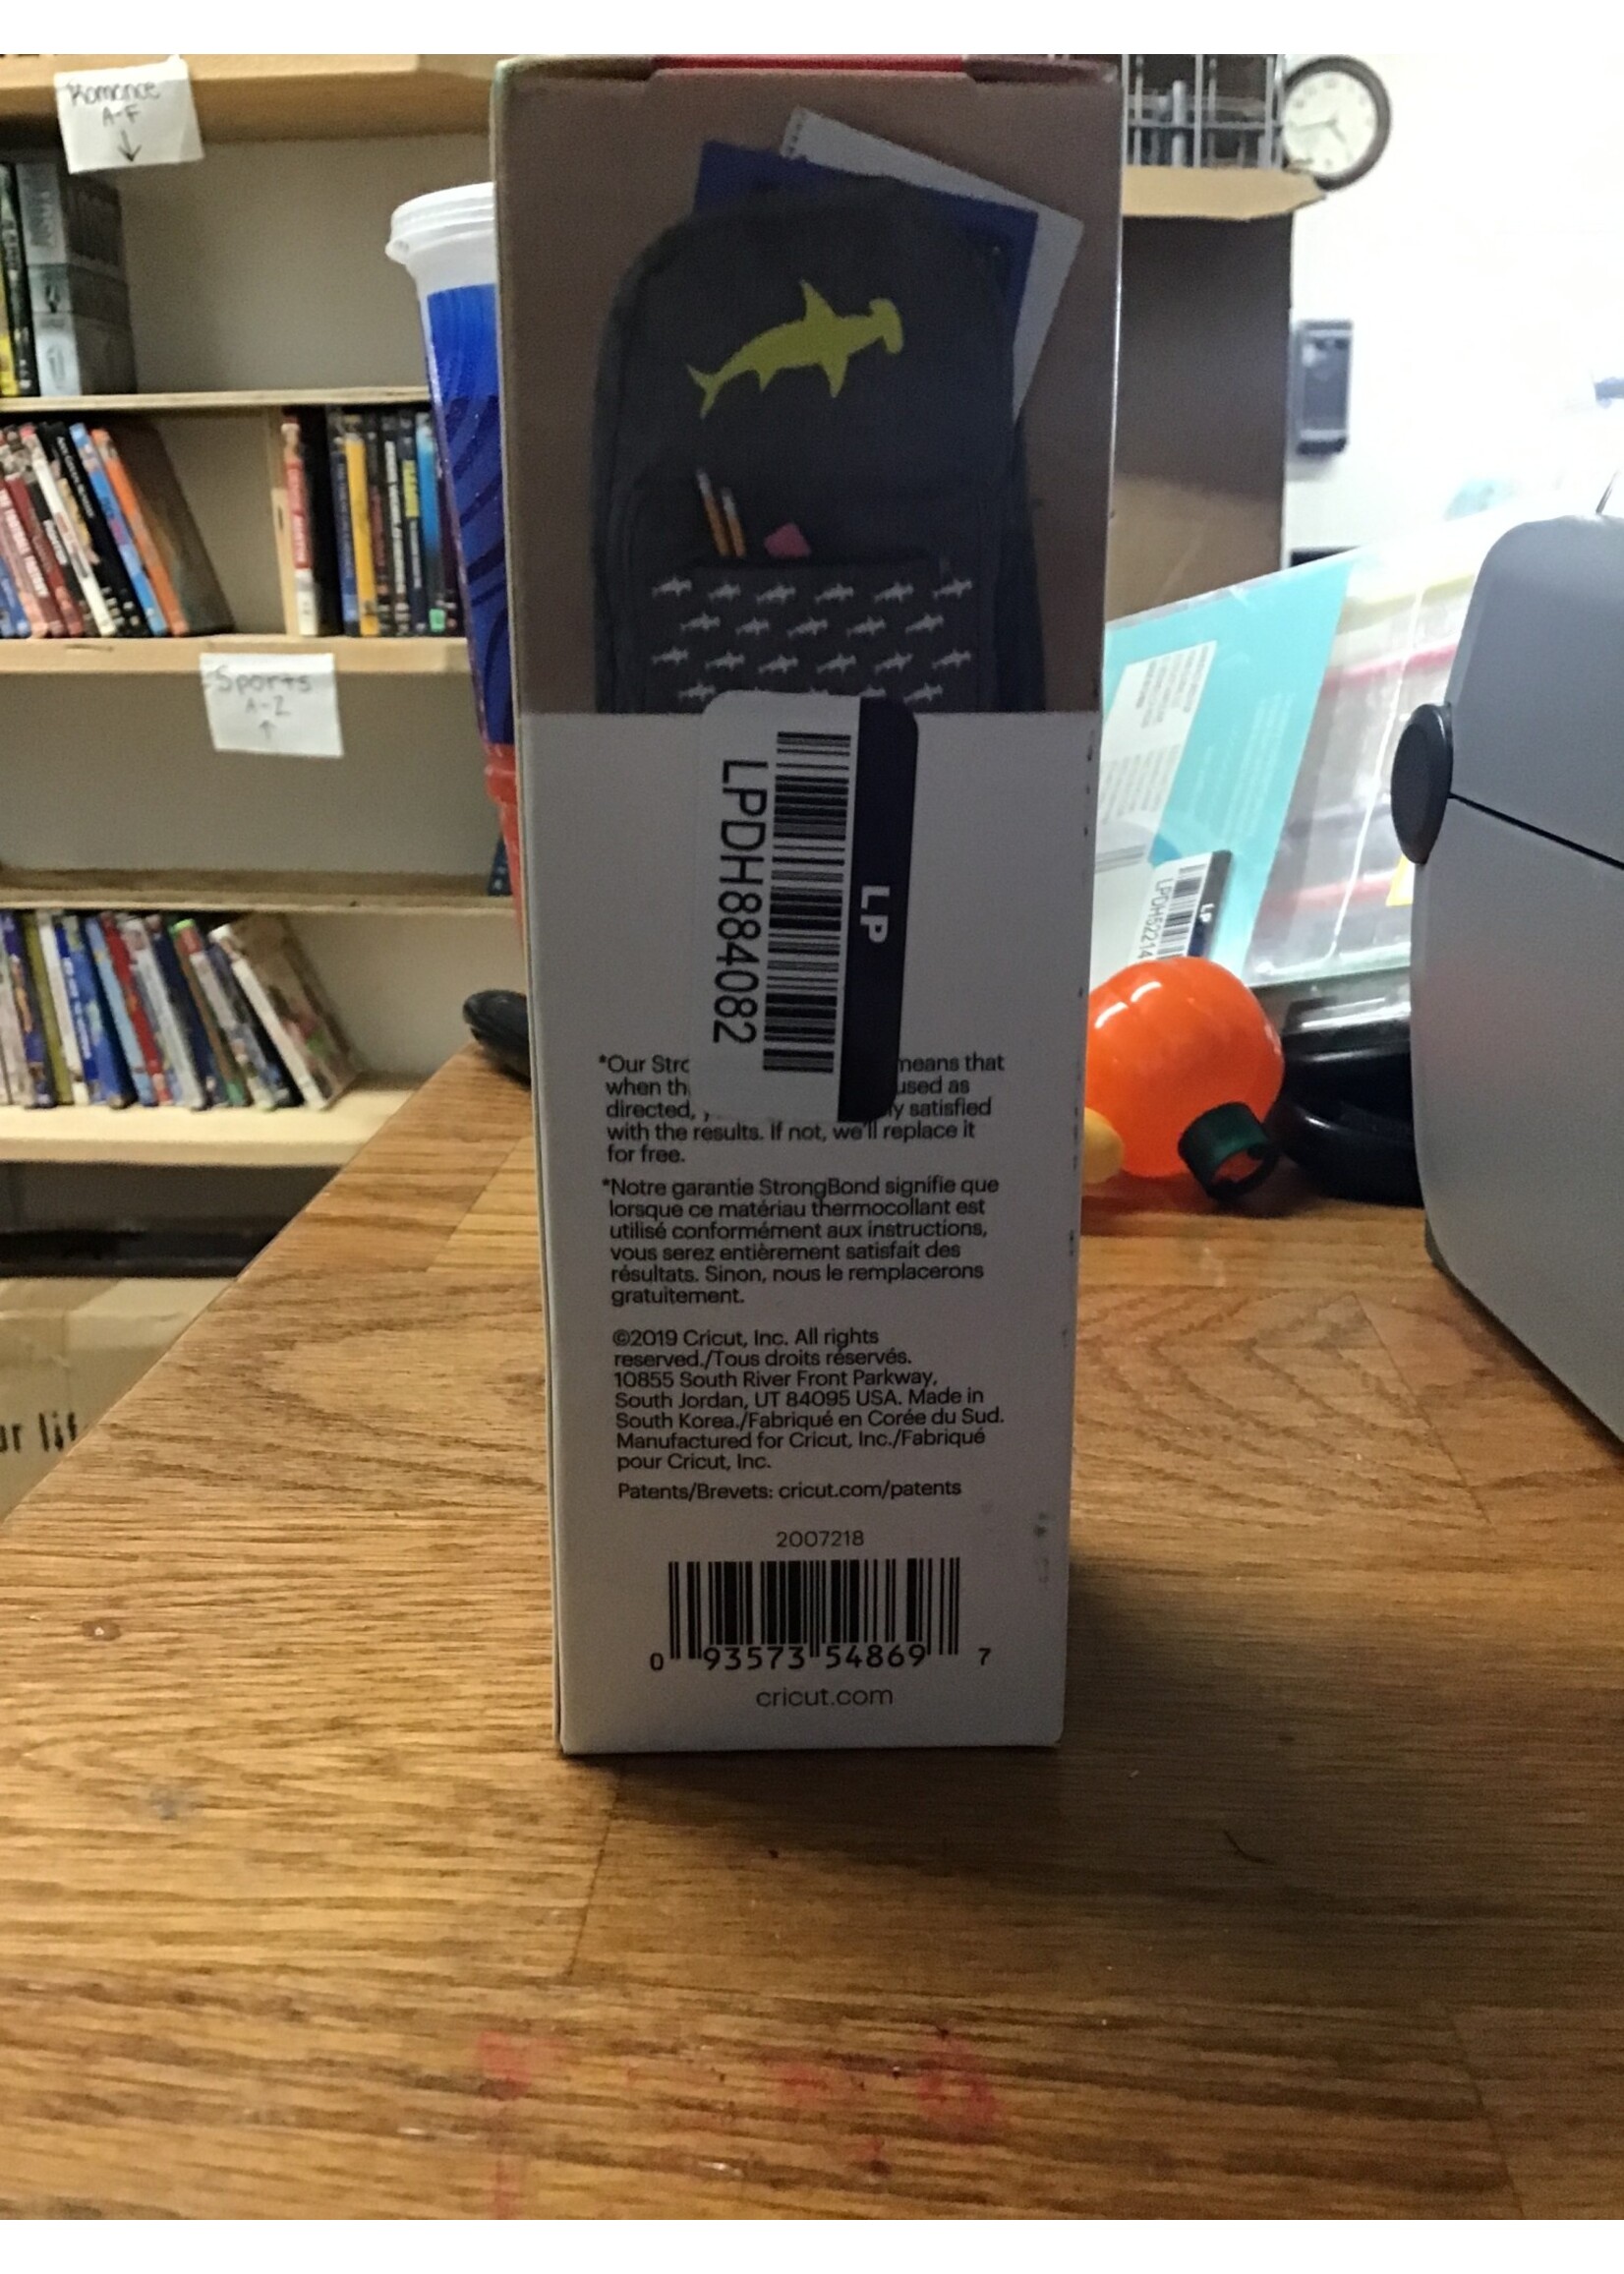 Romance
A-F
Sports
A-Z
LPDH884082
LP
*Our means that
when used as
directed, satisfied
with the results. If not, we'll replace it
for free.
*Notre garantie StrongBond signifie que
lorsque ce matériau thermocollant est
utilisé conformément aux instructions,
vous serez entièrement satisfait des
résultats. Sinon, nous le remplacerons
gratuitement.
©2019 Cricut, Inc. All rights
reserved./Tous droits réservés.
10855 South River Front Parkway,
South Jordan, UT 84095 USA. Made in
South Korea./Fabriqué en Corée du Sud.
Manufactured for Cricut, Inc./Fabriqué
pour Cricut, Inc.
Patents/Brevets: cricut.com/patents
2007218
0 93573 54869 7
cricut.com
LPDH52214
LP